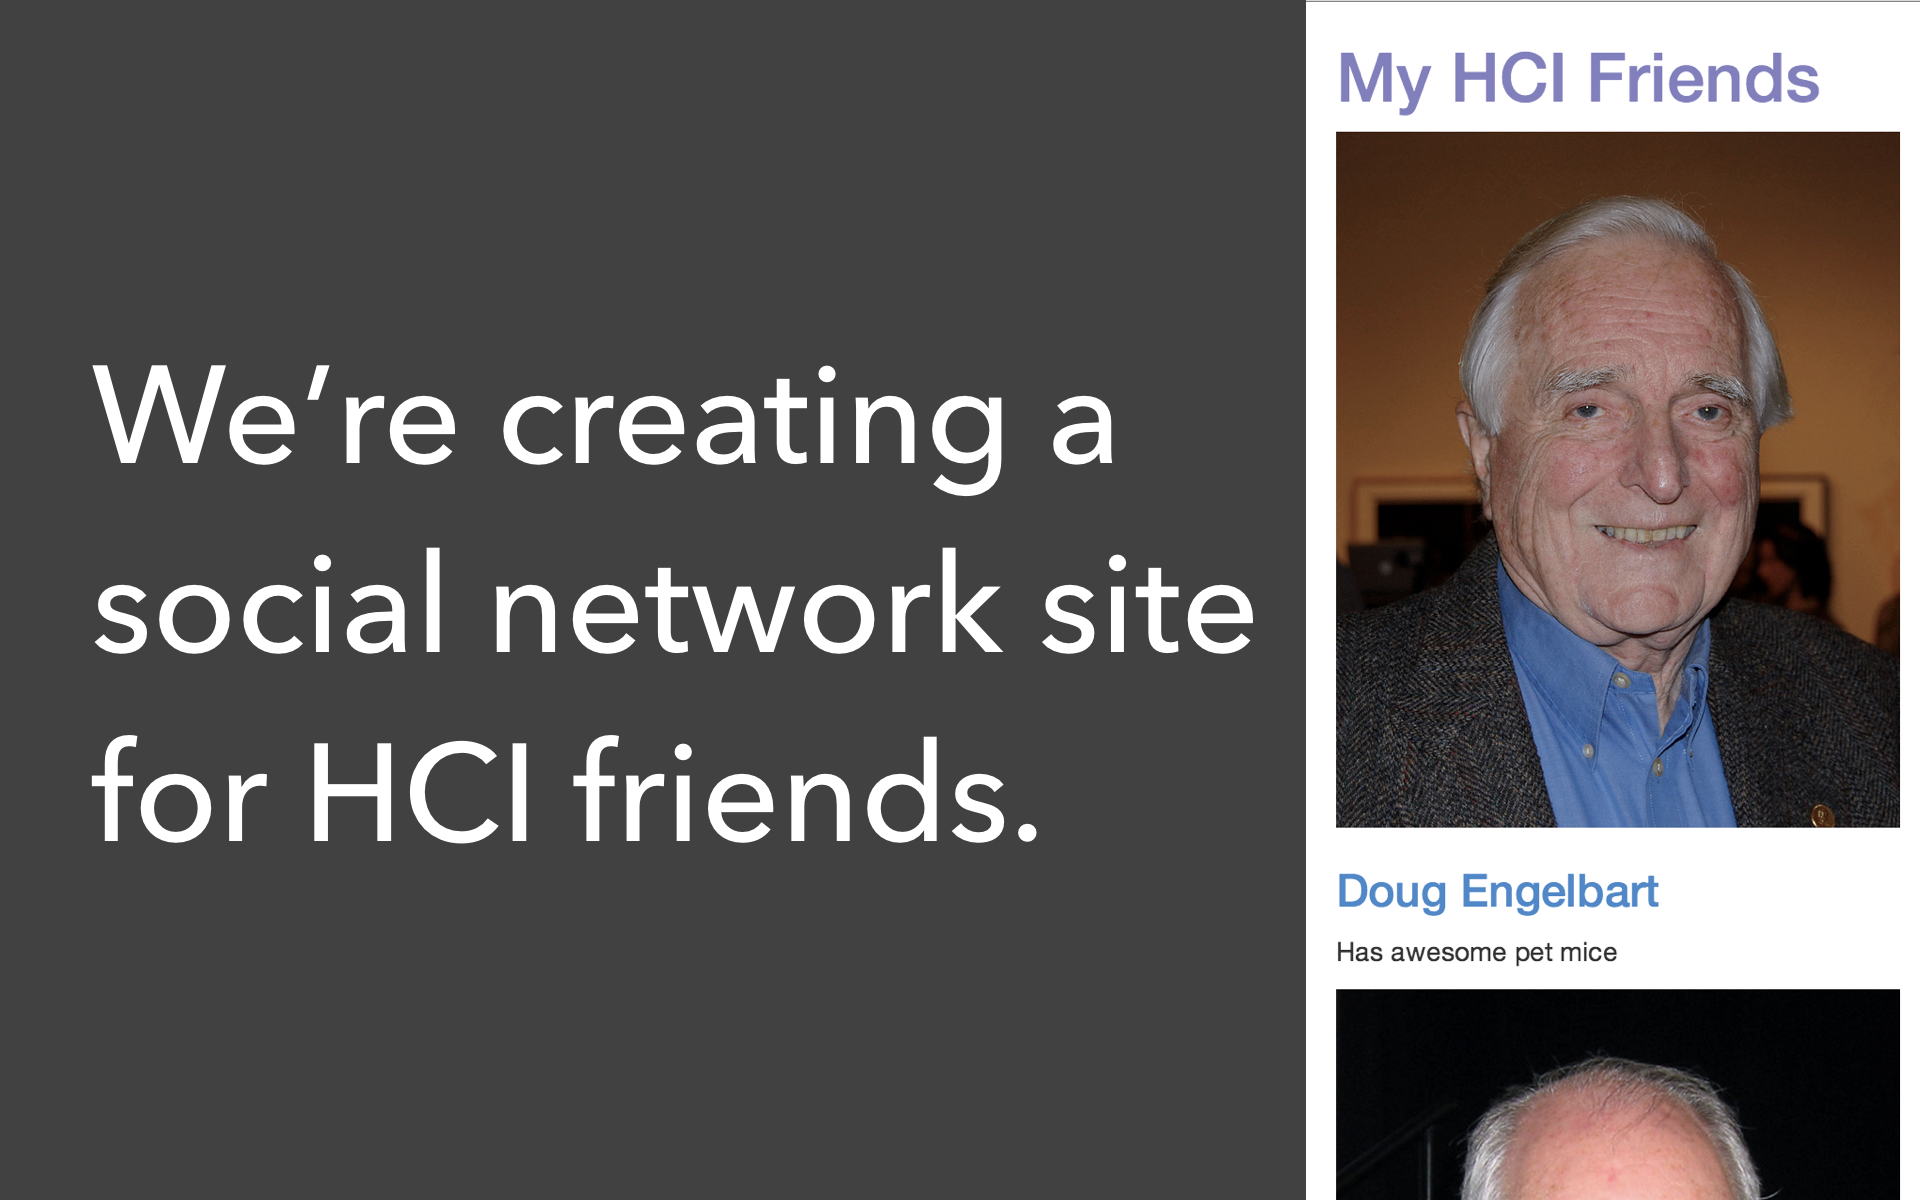 We’re creating a
social network site
for HCI friends.
My HCI Friends
Doug Engelbart
Has awesome pet mice